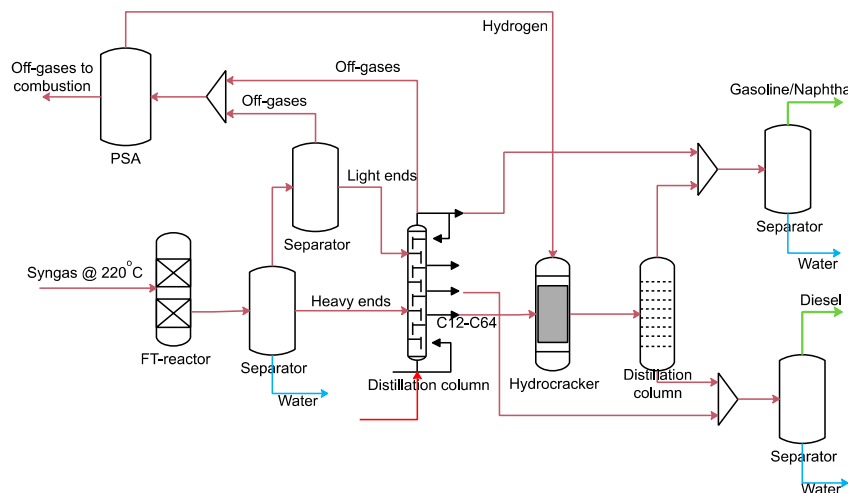 Hydrogen
Off-gases to
combustion
Off-gases
Off-gases
PSA
Gasoline/Naphtha
Light ends
Separator
Separator
Water
Syngas @ 220°C
Heavy ends
C12-C64
Diesel
FT-reactor
Separator
Water
Distillation column
Hydrocracker
Distillation
column
Separator
Water